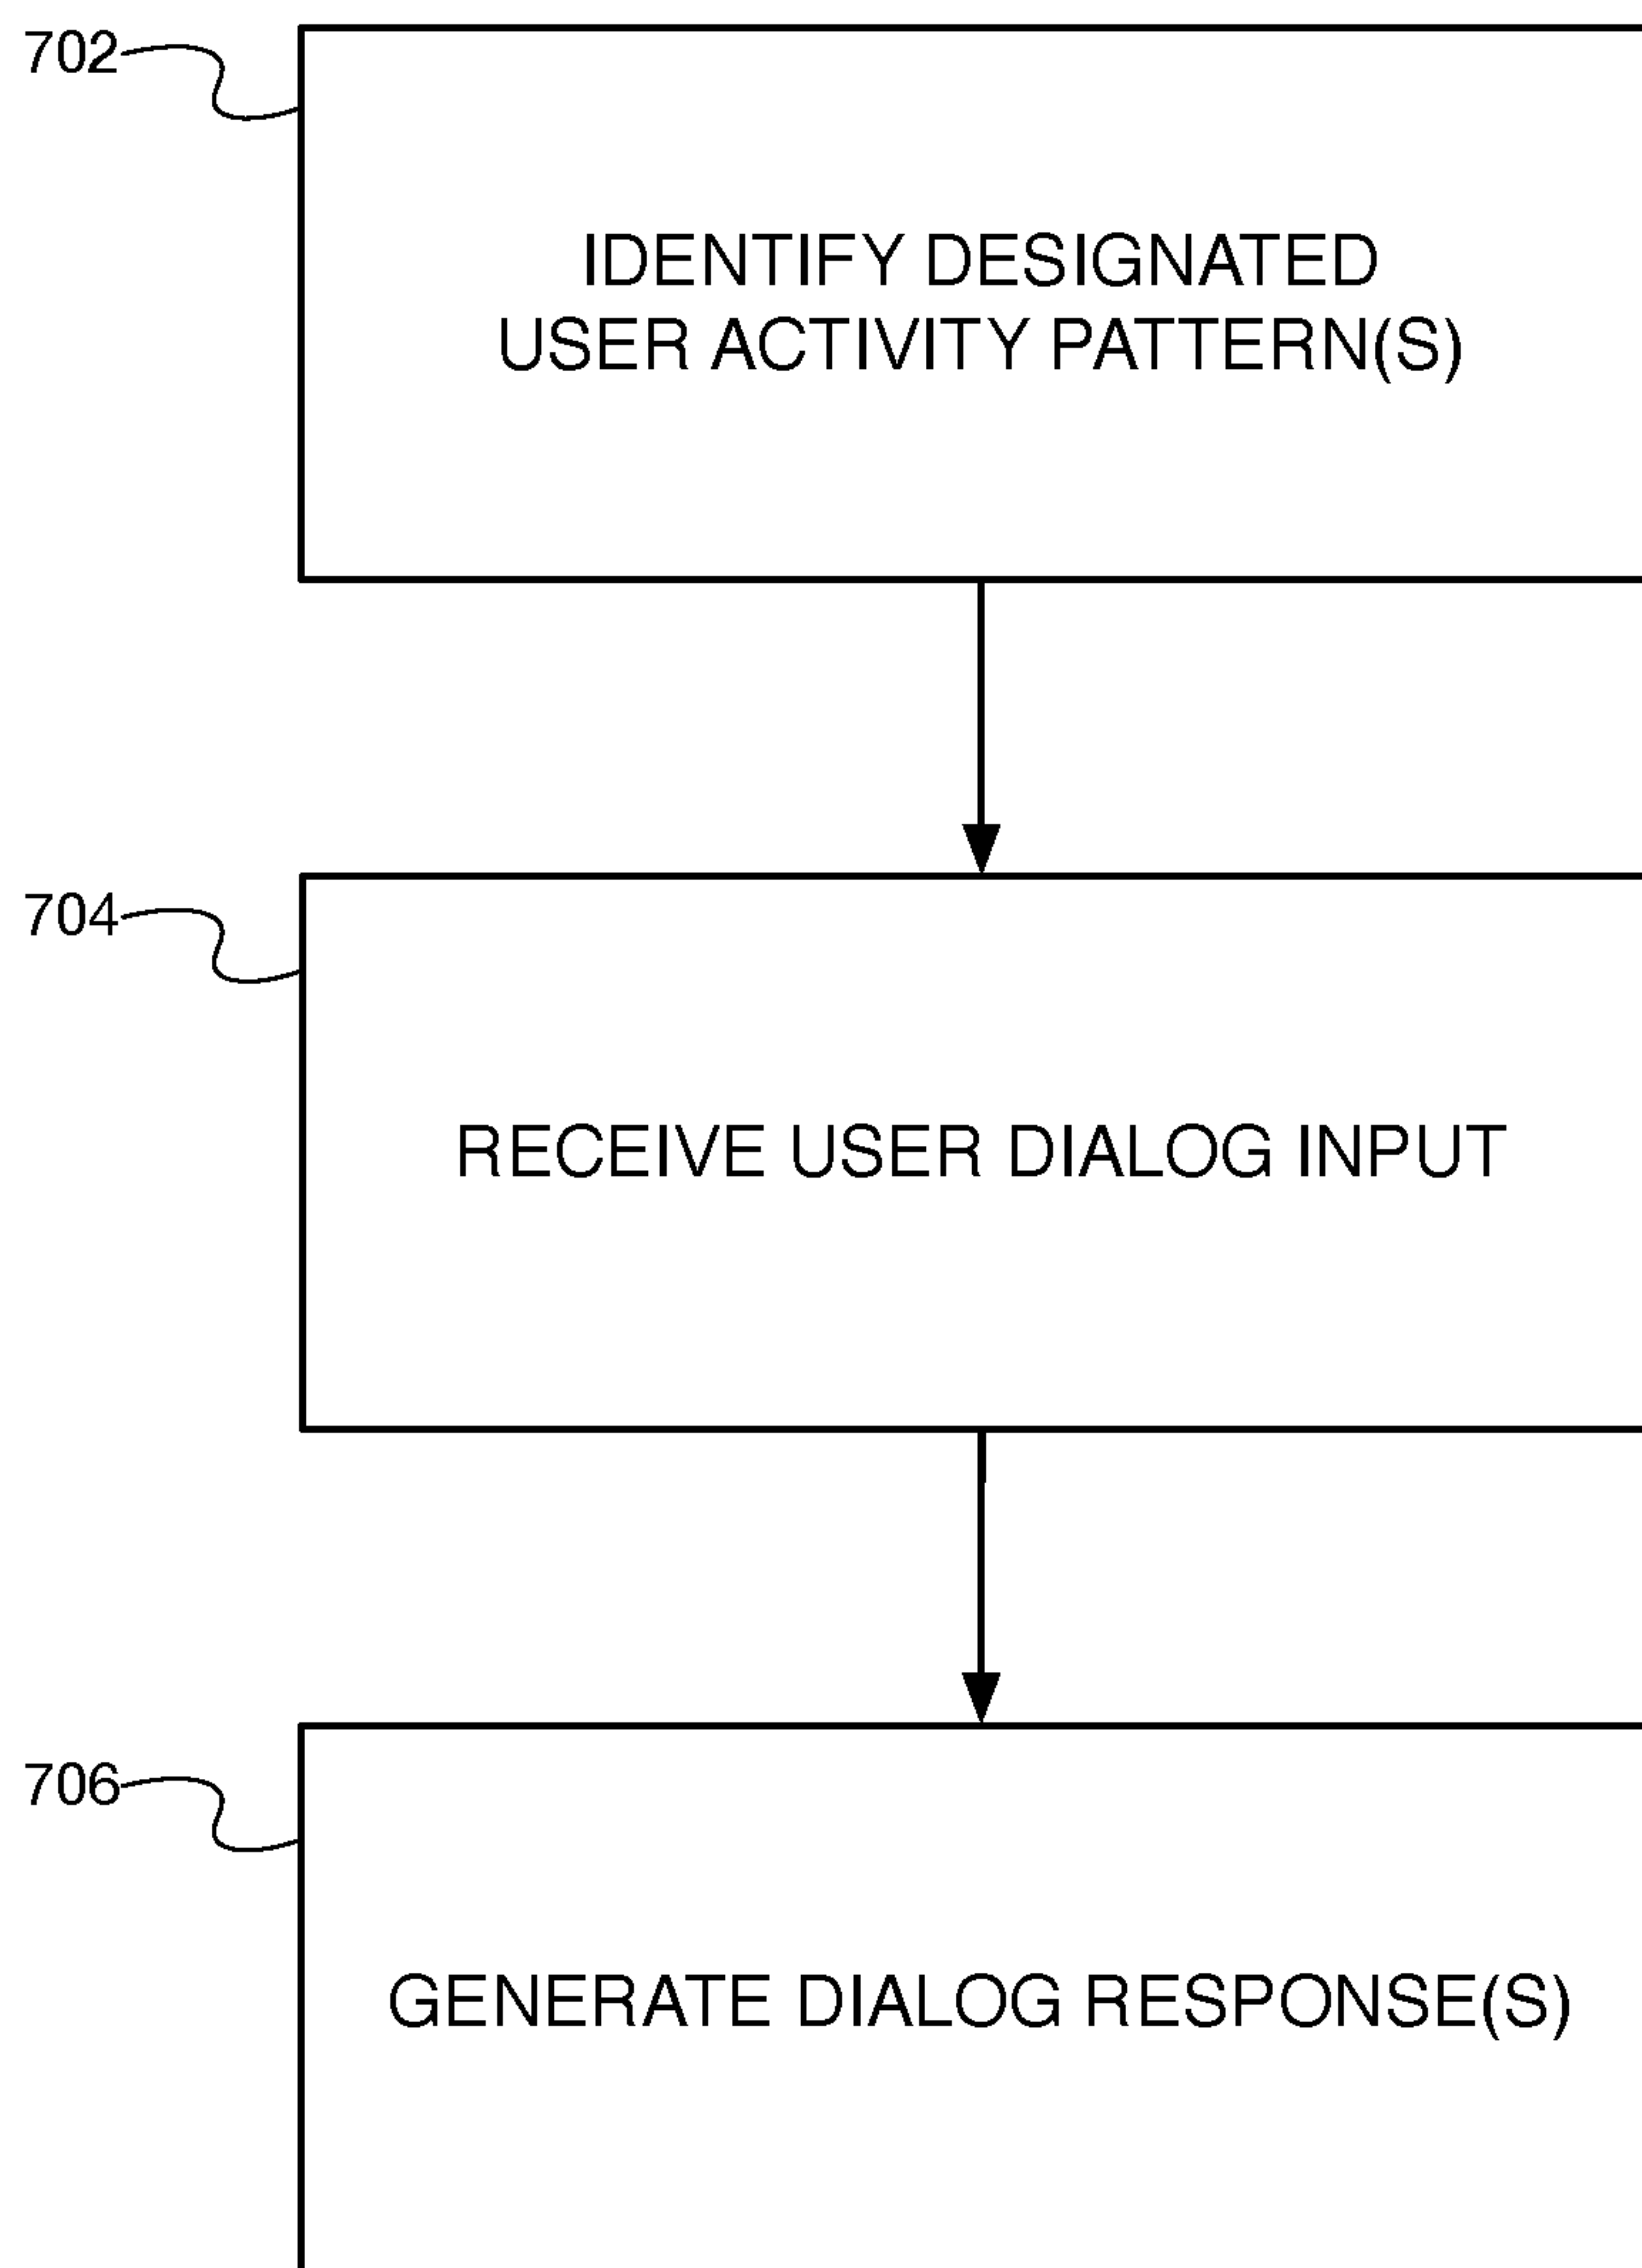 702
IDENTIFY DESIGNATED
USER ACTIVITY PATTERN(S)
704
RECEIVE USER DIALOG INPUT
706
GENERATE DIALOG RESPONSE(S)